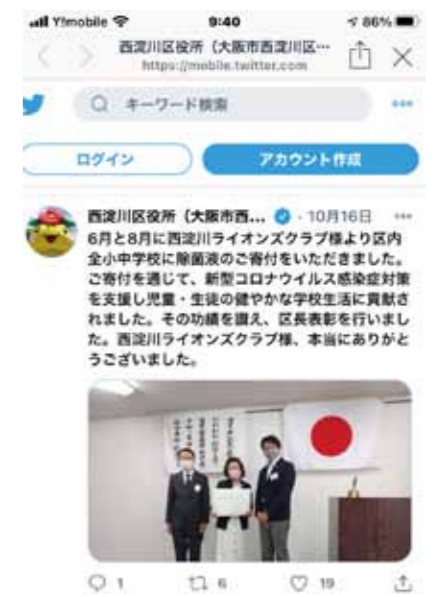 Y!mobile 9:40 86%
西淀川区役所（大阪市西淀川区…
https://mobile.twitter.com
キーワード検索
ログイン アカウント作成
西淀川区役所（大阪市西... · 10月16日
6月と8月に西淀川ライオンズクラブ様より区内
全小中学校に除菌液のご寄付をいただきました。
ご寄付を通じて、新型コロナウイルス感染症対策
を支援し児童・生徒の健やかな学校生活に貢献さ
れました。その功績を讃え、区長表彰を行いまし
た。西淀川ライオンズクラブ様、本当にありがと
うございました。
1 6 19